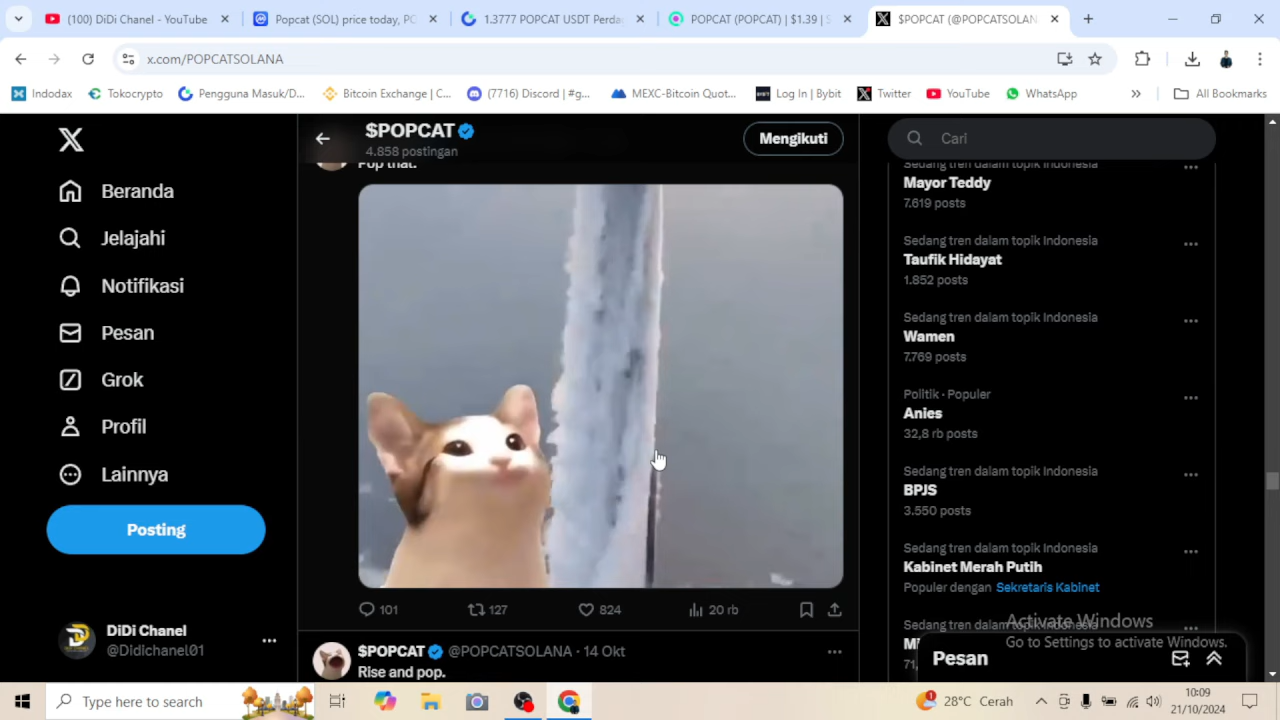 (100) DiDi Chanel - YouTube
Popcat (SOL) price today, PC
1.3777 POPCAT USDT Perda
POPCAT (POPCAT) | $1.39 | S
$POPCAT (@POPCATSOLAN
x.com/POPCATSOLANA
Indodax
Tokocrypto
Pengguna Masuk/D...
Bitcoin Exchange | C...
(7716) Discord | #g...
MEXC-Bitcoin Quot...
Log In | Bybit
Twitter
YouTube
WhatsApp
All Bookmarks
Beranda
Jelajahi
Notifikasi
Pesan
Grok
Profil
Lainnya
Posting
DiDi Chanel
@Didichanel01
$POPCAT
4.858 postingan
Mengikuti
Pop that.
101
127
824
20 rb
$POPCAT @POPCATSOLANA · 14 Okt
Rise and pop.
Cari
Sedang tren dalam topik Indonesia
Mayor Teddy
7.619 posts
Sedang tren dalam topik Indonesia
Taufik Hidayat
1.852 posts
Sedang tren dalam topik Indonesia
Wamen
7.769 posts
Politik · Populer
Anies
32,8 rb posts
Sedang tren dalam topik Indonesia
BPJS
3.550 posts
Sedang tren dalam topik Indonesia
Kabinet Merah Putih
Populer dengan Sekretaris Kabinet
Sedang tren dalam topik Indonesia
Activate Windows
Go to Settings to activate Windows.
Pesan
Type here to search
28°C Cerah
10:09
21/10/2024